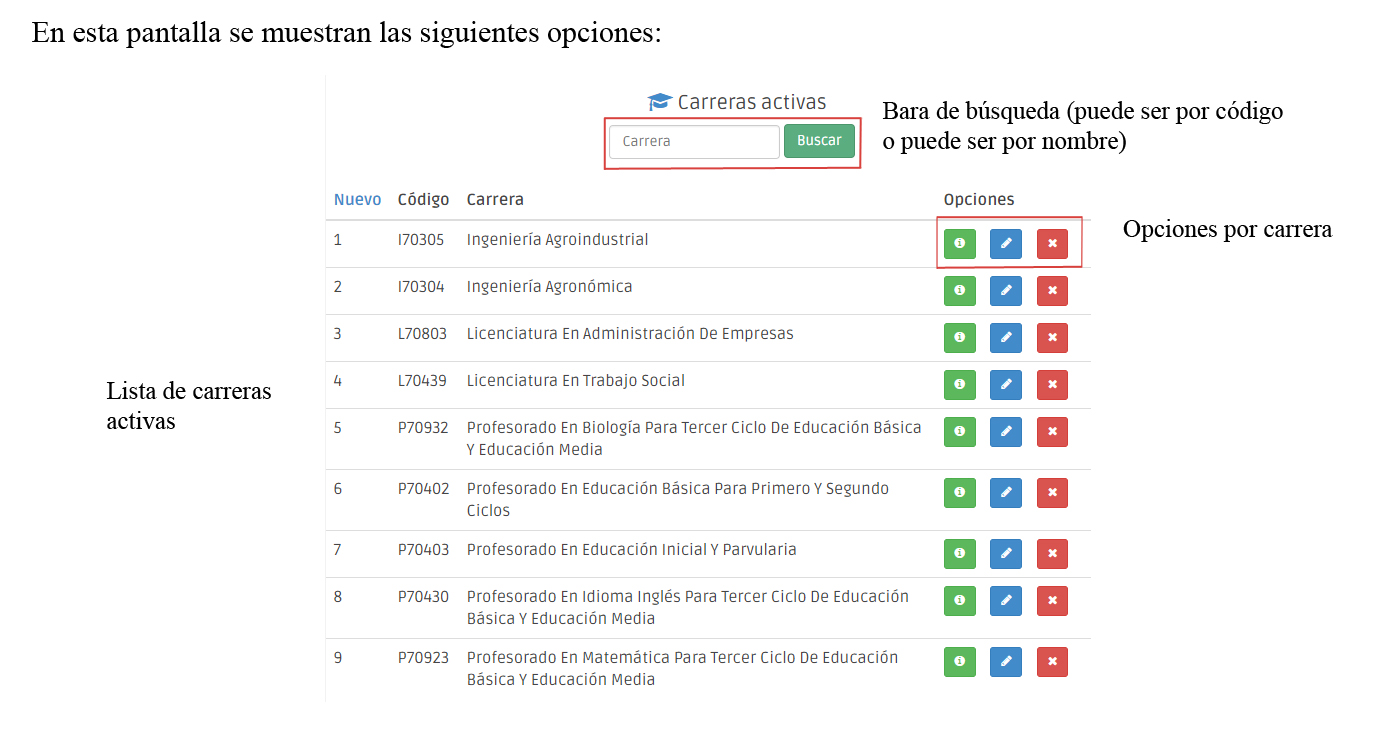 En esta pantalla se muestran las siguientes opciones:
Carreras activas
Carrera Buscar
Bara de búsqueda (puede ser por código
o puede ser por nombre)
Nuevo Código Carrera Opciones
Opciones por carrera
1 I70305 Ingeniería Agroindustrial
2 I70304 Ingeniería Agronómica
3 L70803 Licenciatura En Administración De Empresas
4 L70439 Licenciatura En Trabajo Social
Lista de carreras
activas
5 P70932 Profesorado En Biología Para Tercer Ciclo De Educación Básica
Y Educación Media
6 P70402 Profesorado En Educación Básica Para Primero Y Segundo
Ciclos
7 P70403 Profesorado En Educación Inicial Y Parvularia
8 P70430 Profesorado En Idioma Inglés Para Tercer Ciclo De Educación
Básica Y Educación Media
9 P70923 Profesorado En Matemática Para Tercer Ciclo De Educación
Básica Y Educación Media